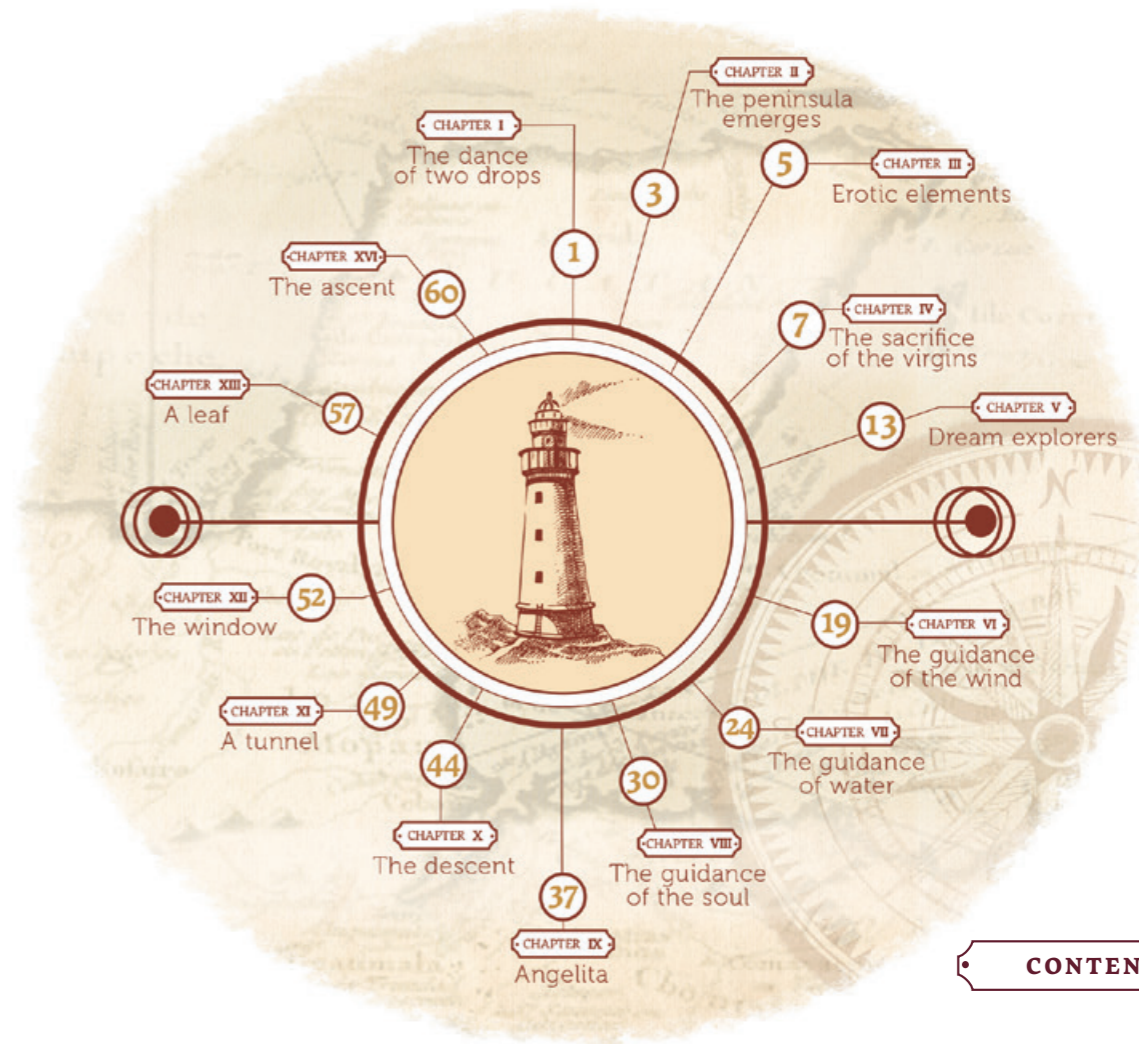 CHAPTER I
The dance
of two drops
1
CHAPTER II
The peninsula
emerges
3
CHAPTER III
Erotic elements
5
CHAPTER IV
The sacrifice
of the virgins
7
CHAPTER V
Dream explorers
13
CHAPTER VI
The guidance
of the wind
19
CHAPTER VII
The guidance
of water
24
CHAPTER VIII
The guidance
of the soul
30
CHAPTER IX
Angelita
37
CHAPTER X
The descent
44
CHAPTER XI
A tunnel
49
CHAPTER XII
The window
52
CHAPTER XIII
A leaf
57
CHAPTER XVI
The ascent
60
N
CONTEN